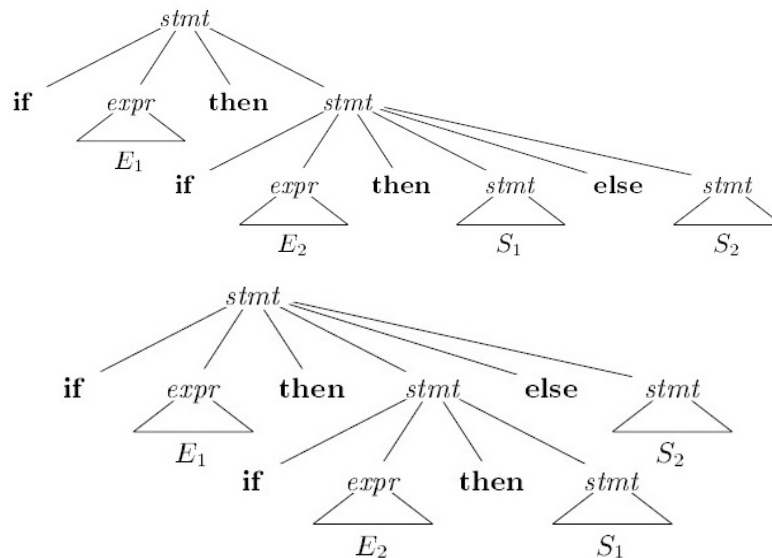 stmt
if expr then stmt
E₁
if expr then stmt else stmt
E₂ S₁ S₂
stmt
if expr then stmt else stmt
E₁ S₂
if expr then stmt
E₂ S₁